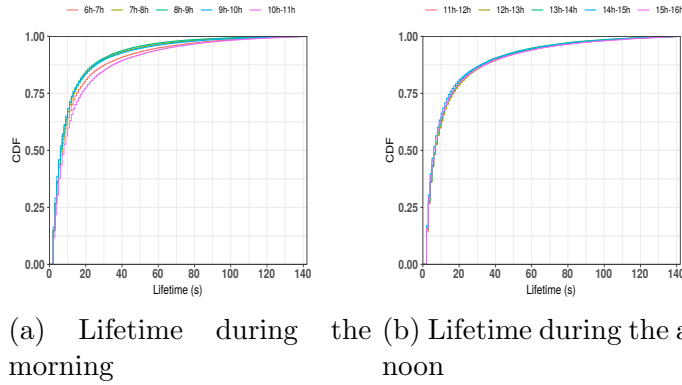 6h-7h 7h-8h 8h-9h 9h-10h 10h-11h
1.00
0.75
0.50
0.25
0.00
CDF
0 20 40 60 80 100 120 140
Lifetime (s)
(a) Lifetime during the morning
11h-12h 12h-13h 13h-14h 14h-15h 15h-16h
1.00
0.75
0.50
0.25
0.00
CDF
0 20 40 60 80 100 120 140
Lifetime (s)
(b) Lifetime during the a
noon